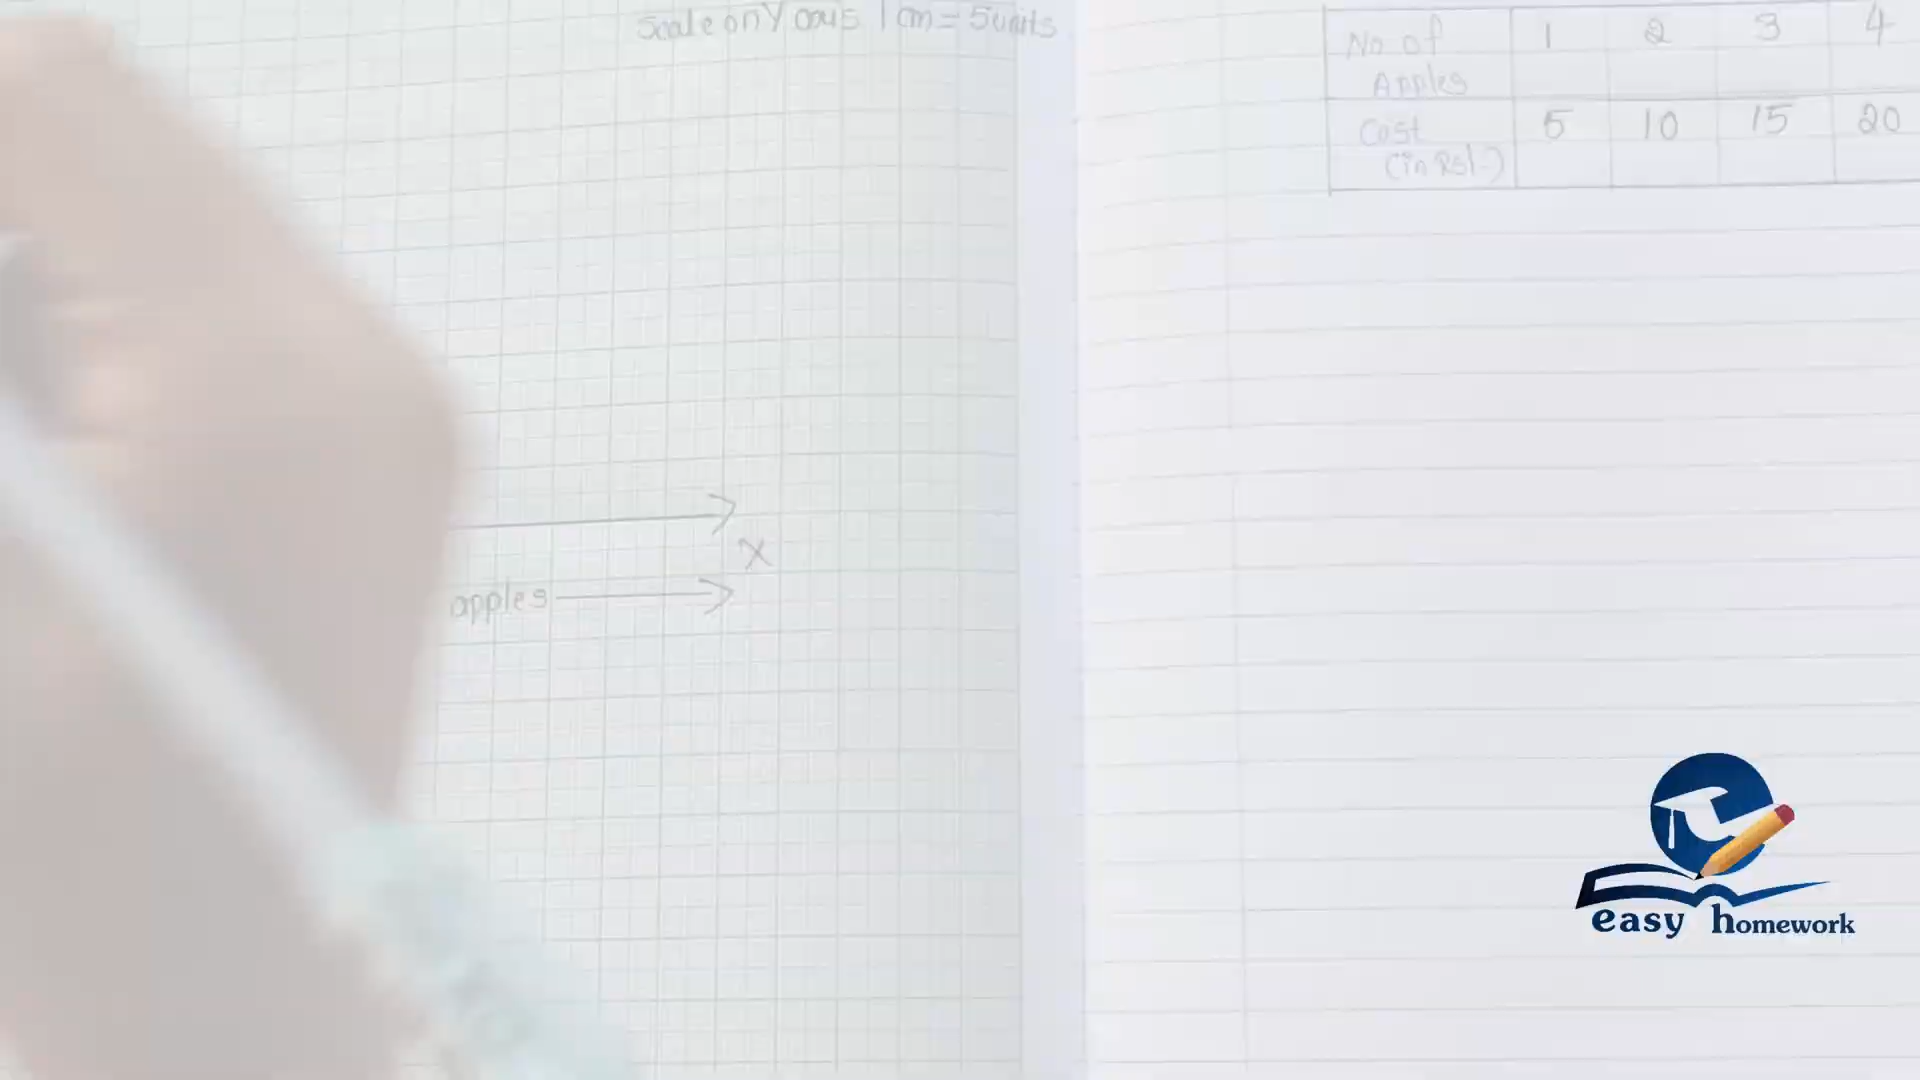 Scale on Y axis 1 cm = 5 units
No of Apples 1 2 3 4
Cost (in Rs/-) 5 10 15 20
X
apples
easy homework